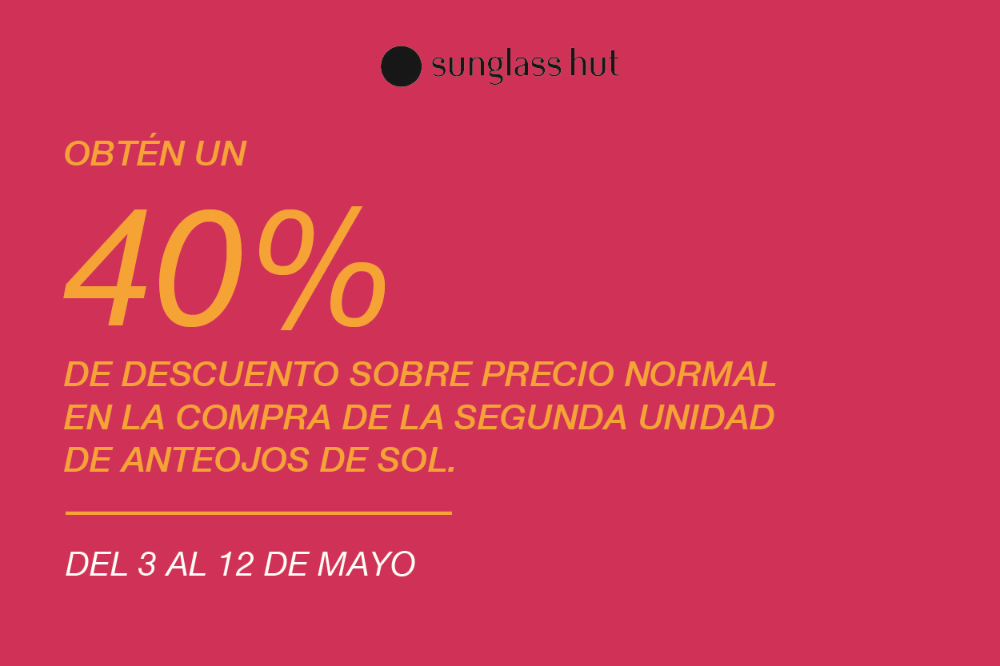 sunglass hut
OBTÉN UN
40%
DE DESCUENTO SOBRE PRECIO NORMAL
EN LA COMPRA DE LA SEGUNDA UNIDAD
DE ANTEOJOS DE SOL.
DEL 3 AL 12 DE MAYO